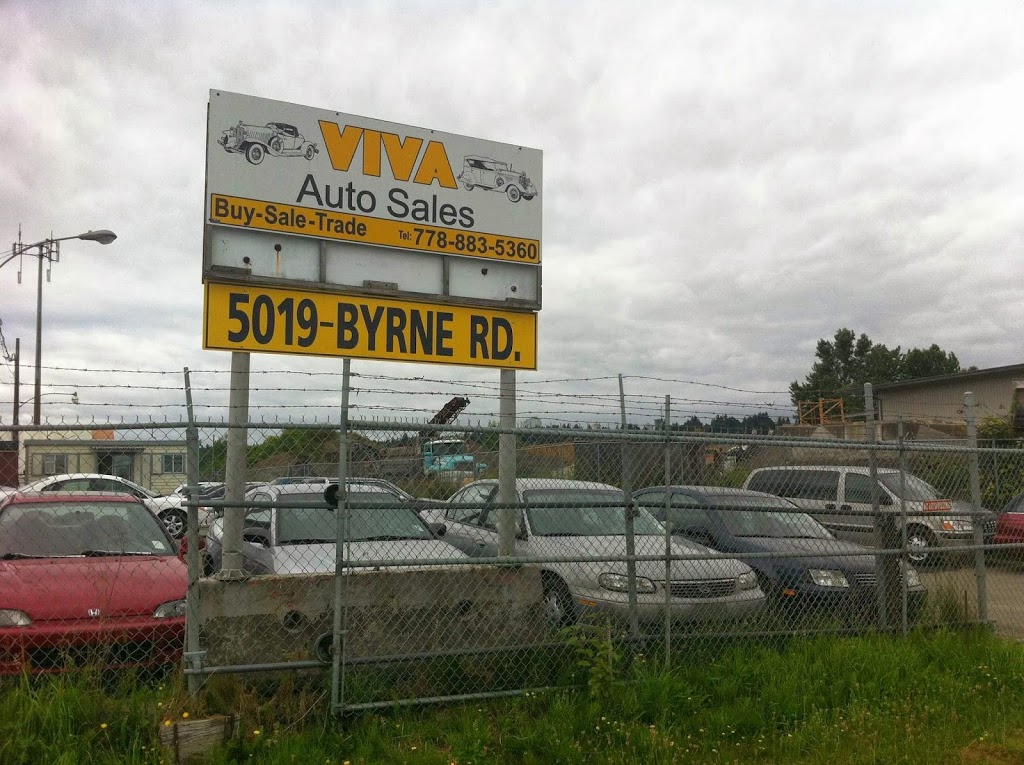 VIVA
Auto Sales
Buy-Sale-Trade Tel: 778-883-5360
5019-BYRNE RD.